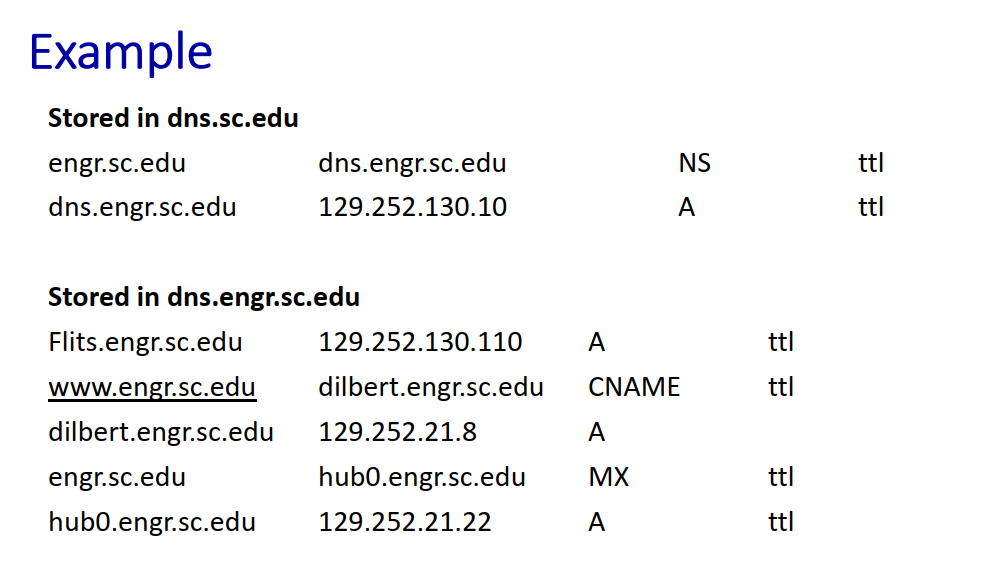 Example
Stored in dns.sc.edu
engr.sc.edu dns.engr.sc.edu NS ttl
dns.engr.sc.edu 129.252.130.10 A ttl
Stored in dns.engr.sc.edu
Flits.engr.sc.edu 129.252.130.110 A ttl
www.engr.sc.edu dilbert.engr.sc.edu CNAME ttl
dilbert.engr.sc.edu 129.252.21.8 A
engr.sc.edu hub0.engr.sc.edu MX ttl
hub0.engr.sc.edu 129.252.21.22 A ttl